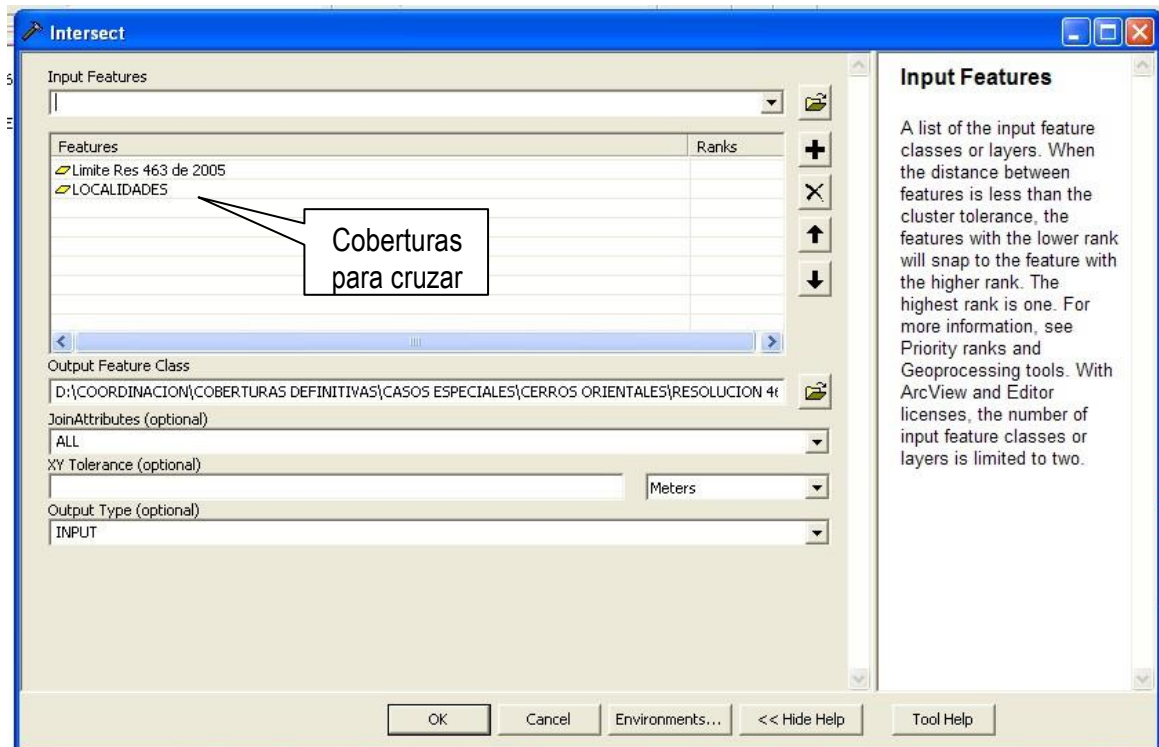 Intersect
Input Features
Features
Ranks
Limite Res 463 de 2005
LOCALIDADES
Coberturas
para cruzar
Output Feature Class
D:\COORDINACION\COBERTURAS DEFINITIVAS\CASOS ESPECIALES\CERROS ORIENTALES\RESOLUCION 46
JoinAttributes (optional)
ALL
XY Tolerance (optional)
Meters
Output Type (optional)
INPUT
OK
Cancel
Environments...
<< Hide Help
Tool Help
Input Features
A list of the input feature
classes or layers. When
the distance between
features is less than the
cluster tolerance, the
features with the lower rank
will snap to the feature with
the higher rank. The
highest rank is one. For
more information, see
Priority ranks and
Geoprocessing tools. With
ArcView and Editor
licenses, the number of
input feature classes or
layers is limited to two.